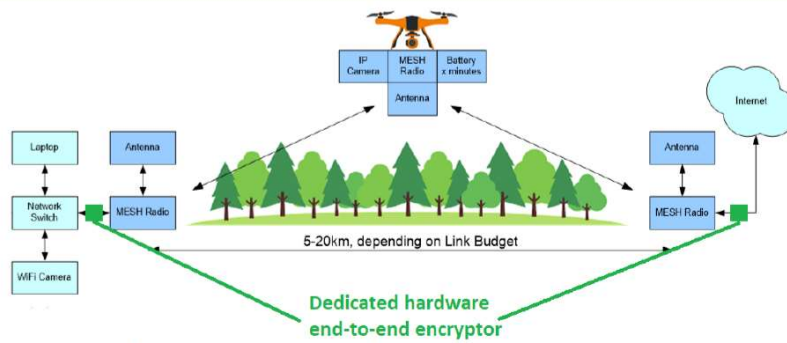 IP
Camera
MESH
Radio
Battery
x minutes
Antenna
Internet
Laptop
Antenna
Antenna
Network
Switch
MESH Radio
MESH Radio
5-20km, depending on Link Budget
WiFi Camera
Dedicated hardware
end-to-end encryptor